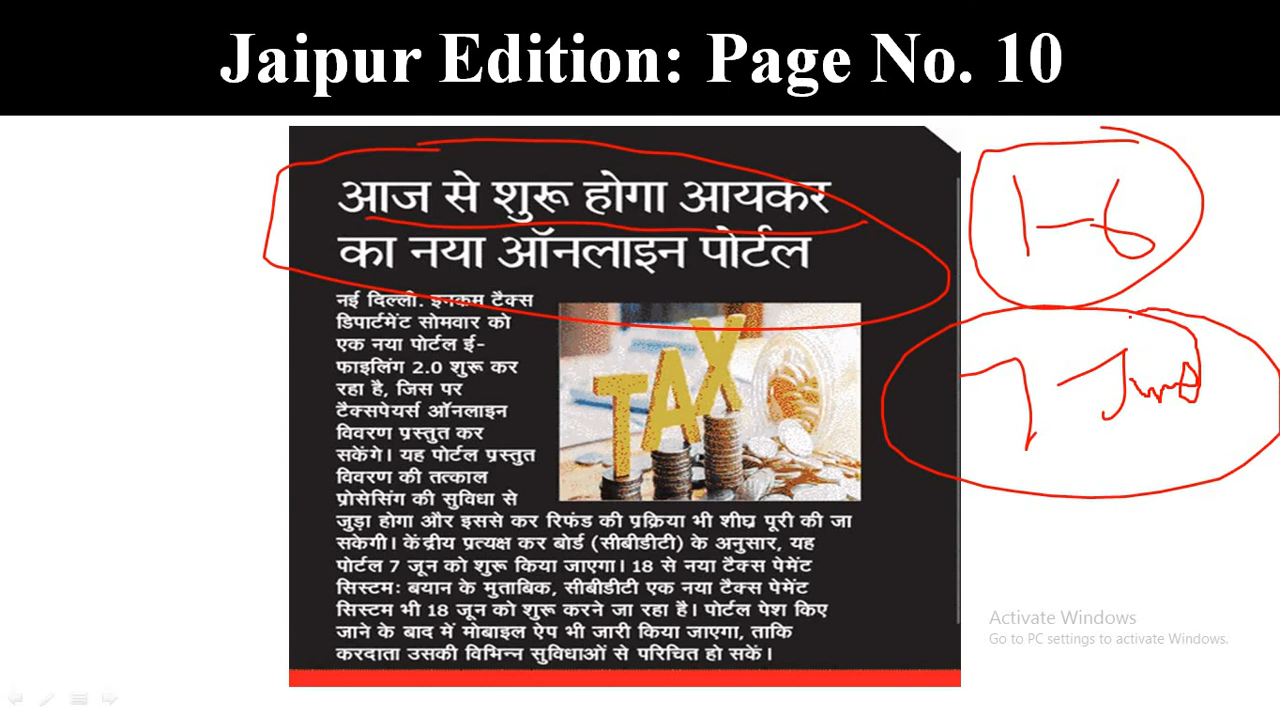 Jaipur Edition: Page No. 10
आज से शुरू होगा आयकर
का नया ऑनलाइन पोर्टल
नई दिल्ली. इनकम टैक्स
डिपार्टमेंट सोमवार को
एक नया पोर्टल ई-
फाइलिंग 2.0 शुरू कर
रहा है, जिस पर
टैक्सपेयर्स ऑनलाइन
विवरण प्रस्तुत कर
सकेंगे। यह पोर्टल प्रस्तुत
विवरण की तत्काल
प्रोसेसिंग की सुविधा से
जुड़ा होगा और इससे कर रिफंड की प्रक्रिया भी शीघ्र पूरी की जा
सकेगी। केंद्रीय प्रत्यक्ष कर बोर्ड (सीबीडीटी) के अनुसार, यह
पोर्टल 7 जून को शुरू किया जाएगा। 18 से नया टैक्स पेमेंट
सिस्टम: बयान के मुताबिक, सीबीडीटी एक नया टैक्स पेमेंट
सिस्टम भी 18 जून को शुरू करने जा रहा है। पोर्टल पेश किए
जाने के बाद में मोबाइल ऐप भी जारी किया जाएगा, ताकि
करदाता उसकी विभिन्न सुविधाओं से परिचित हो सकें।
TAX
1-6
7-
Activate Windows
Go to PC settings to activate Windows.